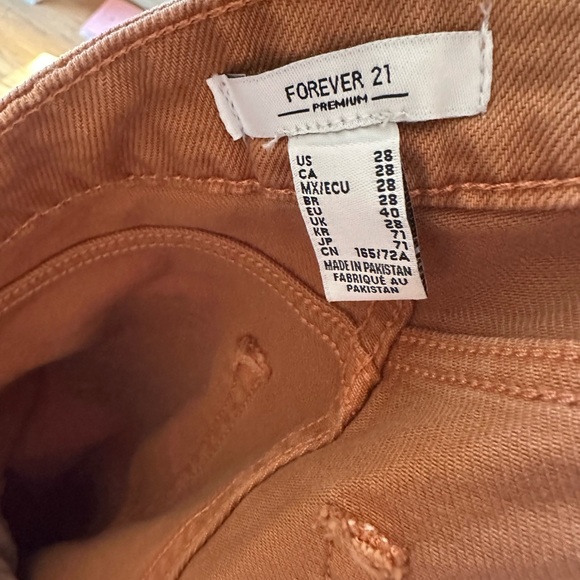 FOREVER 21
PREMIUM
US 28
CA 28
MX/ECU 28
BR 28
EU 40
UK 28
KR 71
JP 71
CN 165/72A
MADE IN PAKISTAN
FABRIQUÉ AU
PAKISTAN